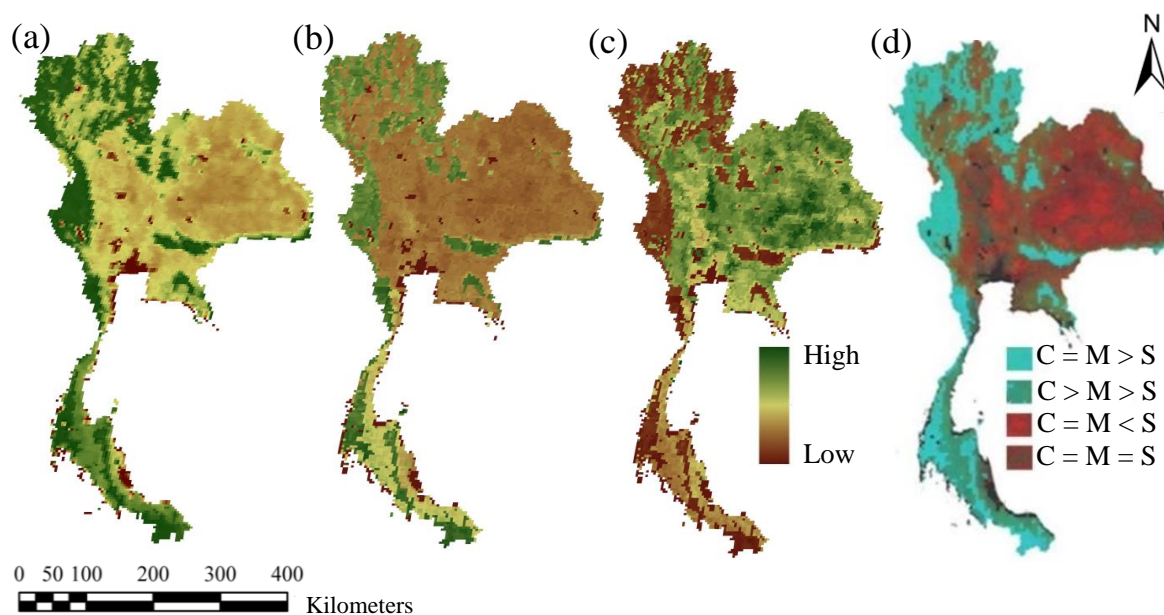 (a)
(b)
(c)
(d)
N
High
Low
C = M > S
C > M > S
C = M < S
C = M = S
0 50 100 200 300 400
Kilometers